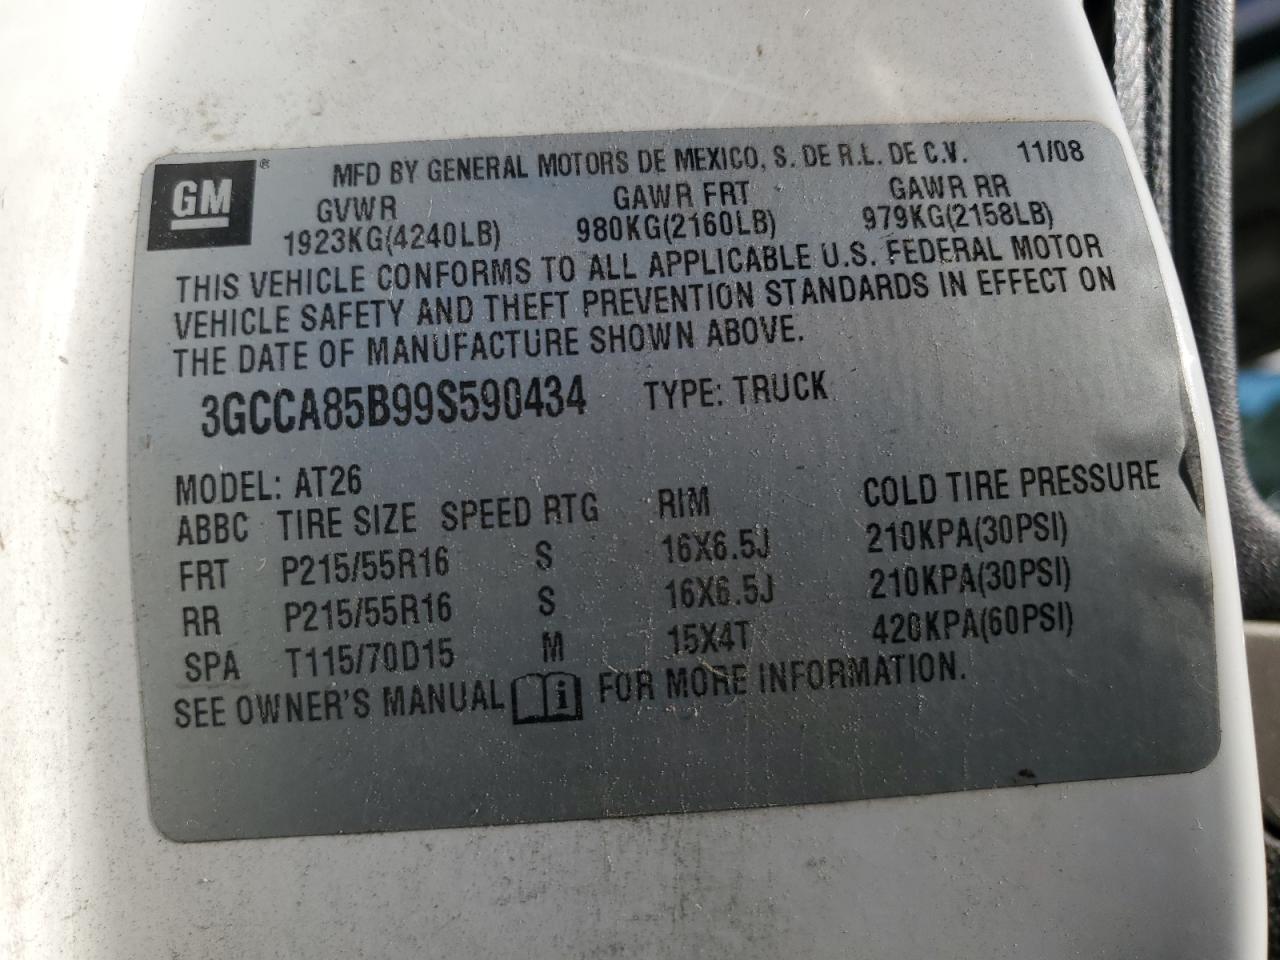 GM ® MFD BY GENERAL MOTORS DE MEXICO, S. DE R.L. DE C.V. 11/08
GVWR GAWR FRT GAWR RR
1923KG(4240LB) 980KG(2160LB) 979KG(2158LB)
THIS VEHICLE CONFORMS TO ALL APPLICABLE U.S. FEDERAL MOTOR
VEHICLE SAFETY AND THEFT PREVENTION STANDARDS IN EFFECT ON
THE DATE OF MANUFACTURE SHOWN ABOVE.
3GCCA85B99S590434 TYPE: TRUCK
MODEL: AT26
ABBC TIRE SIZE SPEED RTG RIM COLD TIRE PRESSURE
FRT P215/55R16 S 16X6.5J 210KPA(30PSI)
RR P215/55R16 S 16X6.5J 210KPA(30PSI)
SPA T115/70D15 M 15X4T 420KPA(60PSI)
SEE OWNER'S MANUAL i FOR MORE INFORMATION.